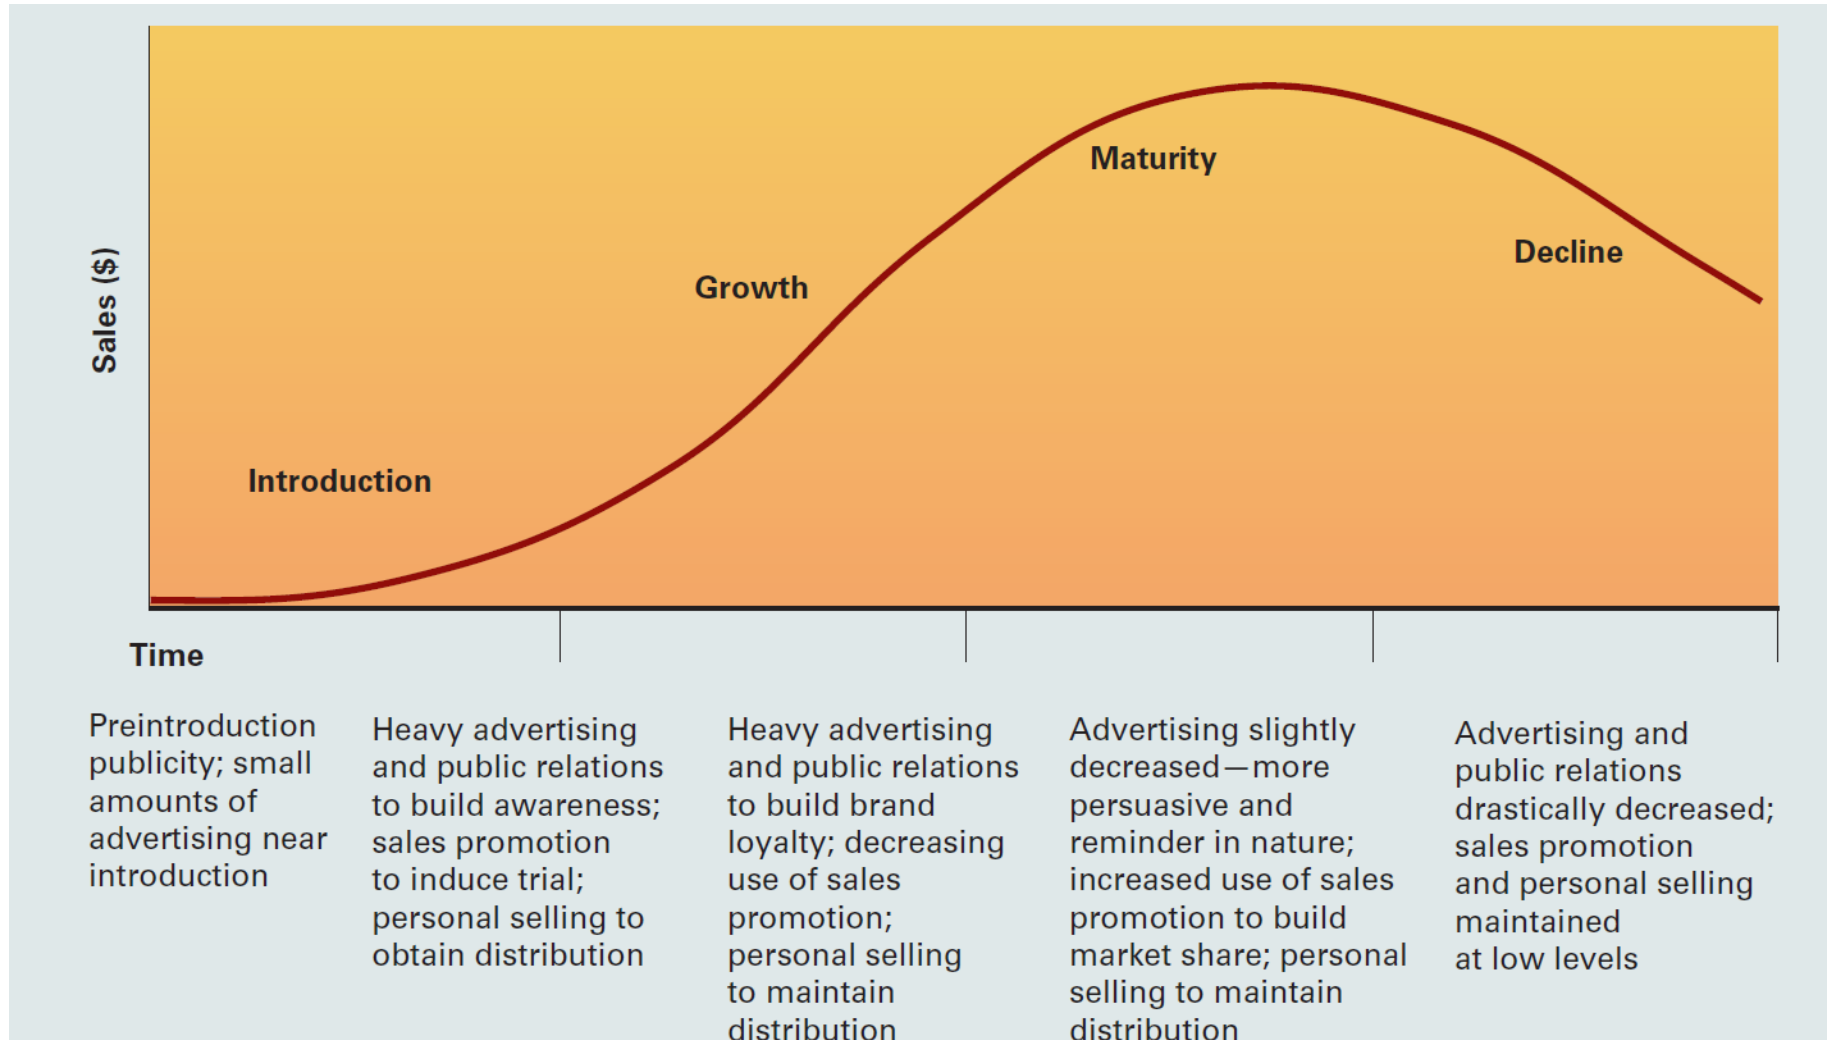 Maturity
Decline
Growth
Sales ($)
Introduction
Time
Preintroduction
publicity; small
amounts of
advertising near
introduction
Heavy advertising
and public relations
to build awareness;
sales promotion
to induce trial;
personal selling to
obtain distribution
Heavy advertising
and public relations
to build brand
loyalty; decreasing
use of sales
promotion;
personal selling
to maintain
distribution
Advertising slightly
decreased—more
persuasive and
reminder in nature;
increased use of sales
promotion to build
market share; personal
selling to maintain
distribution
Advertising and
public relations
drastically decreased;
sales promotion
and personal selling
maintained
at low levels